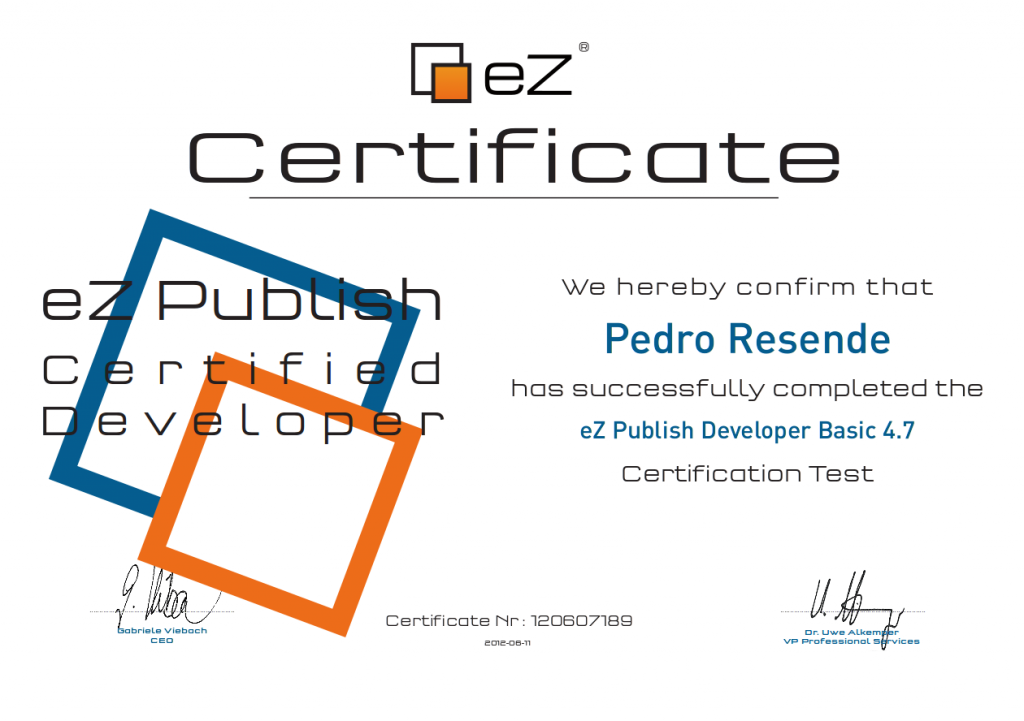 eZ®
Certificate
eZ Publish
Certified
Developer
We hereby confirm that
Pedro Resende
has successfully completed the
eZ Publish Developer Basic 4.7
Certification Test
Gabriele Viebach
CEO
Certificate Nr: 120607189
2012-06-11
Dr. Uwe Alkemper
VP Professional Services